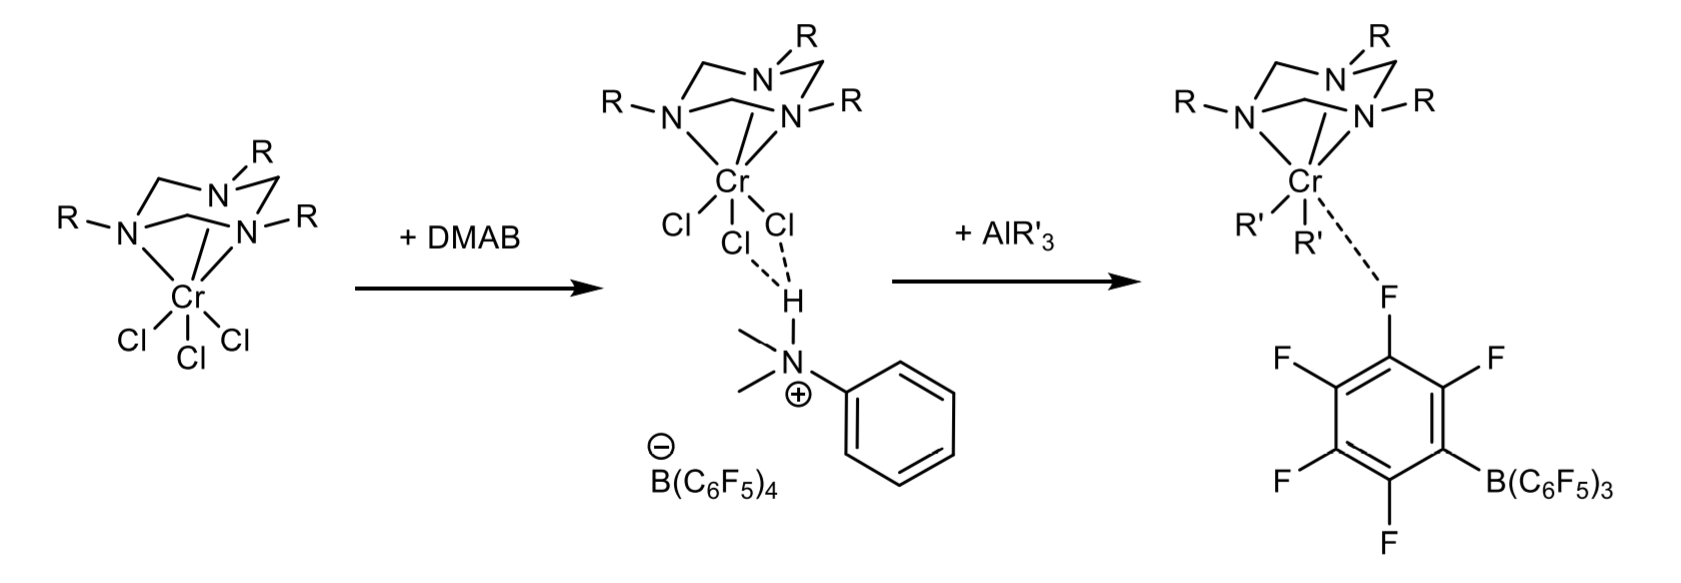 R
N
R
N
N
R
Cr
Cl
Cl
Cl
+ DMAB
R
N
R
N
N
R
Cr
Cl
Cl
Cl
H
N
⊕
⊖
B(C₆F₅)₄
+ AlR'₃
R
N
R
N
N
R
Cr
R'
R'
F
F
F
F
F
B(C₆F₅)₃